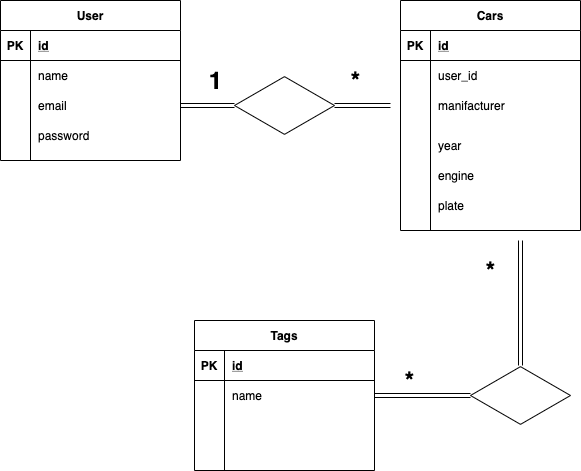 User
PK id
name
email
password
1
*
Cars
PK id
user_id
manifacturer
year
engine
plate
*
Tags
PK id
name
*